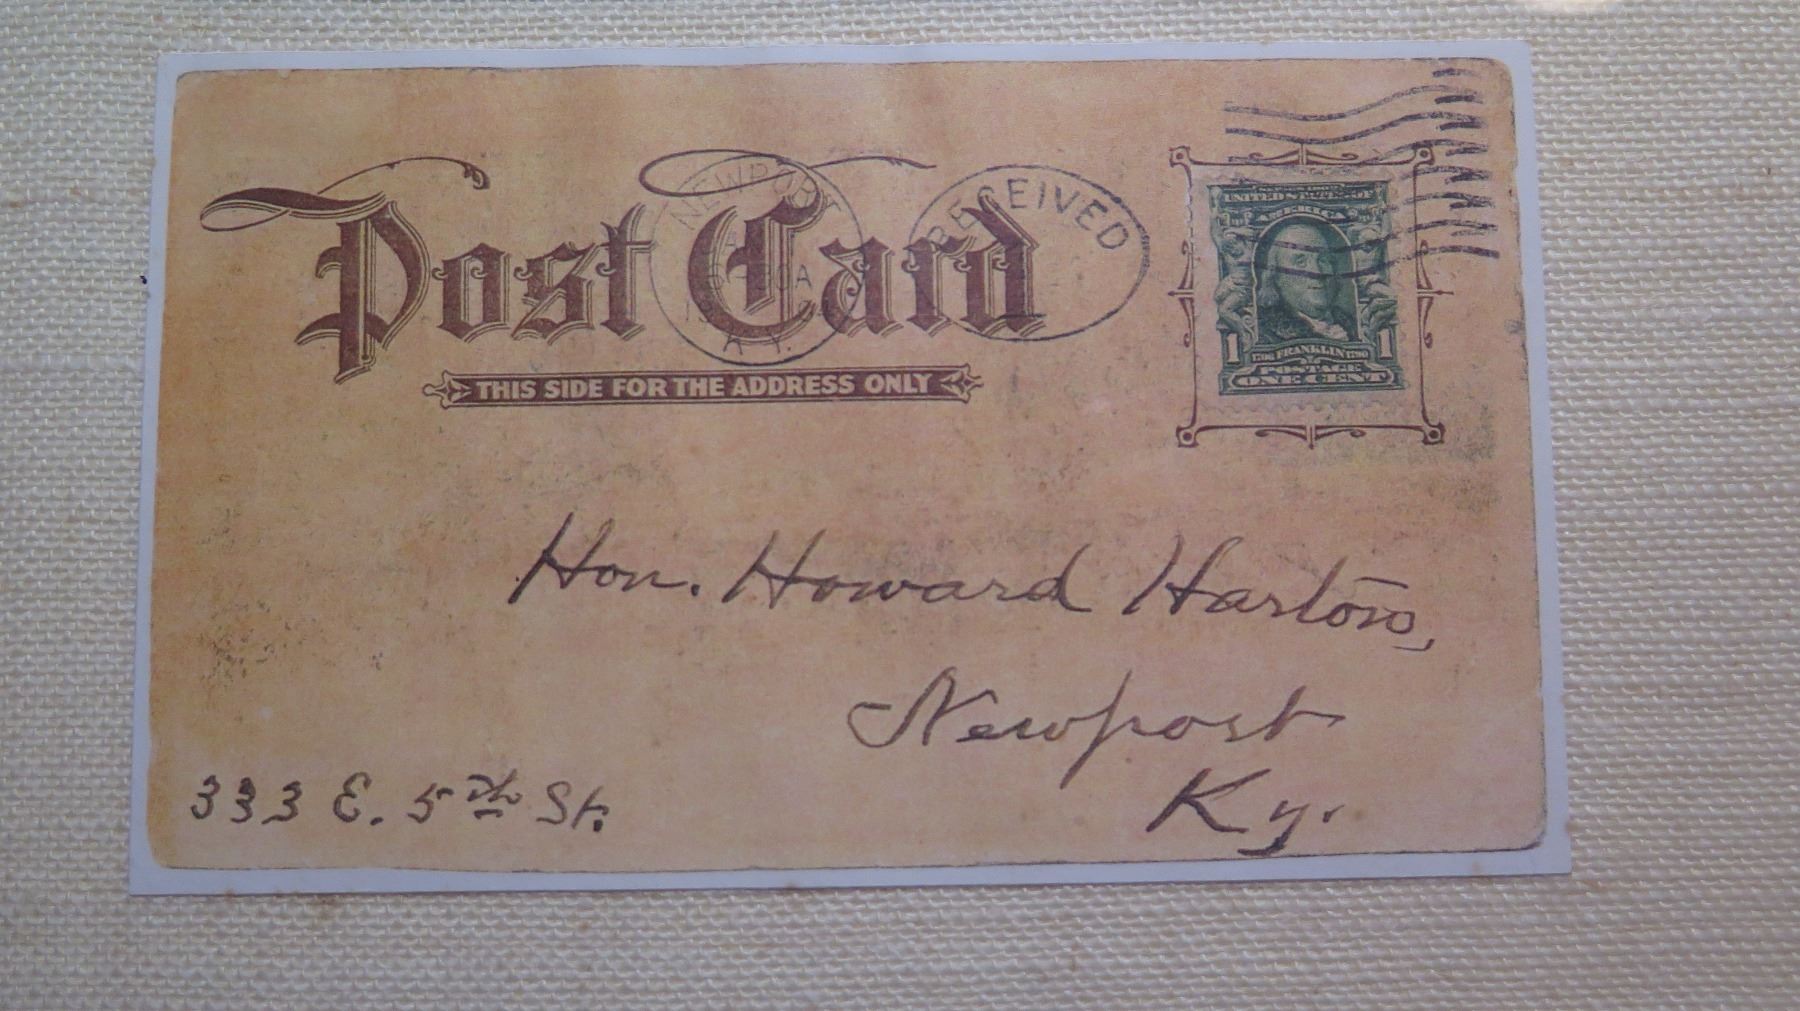 Post Card
THIS SIDE FOR THE ADDRESS ONLY
NEWPORT
KY.
RECEIVED
UNITED STATES OF
AMERICA
1 1706 FRANKLIN 1790 1
POSTAGE
ONE CENT
Hon. Howard Harlow,
Newport
Ky.
333 E. 5th St.